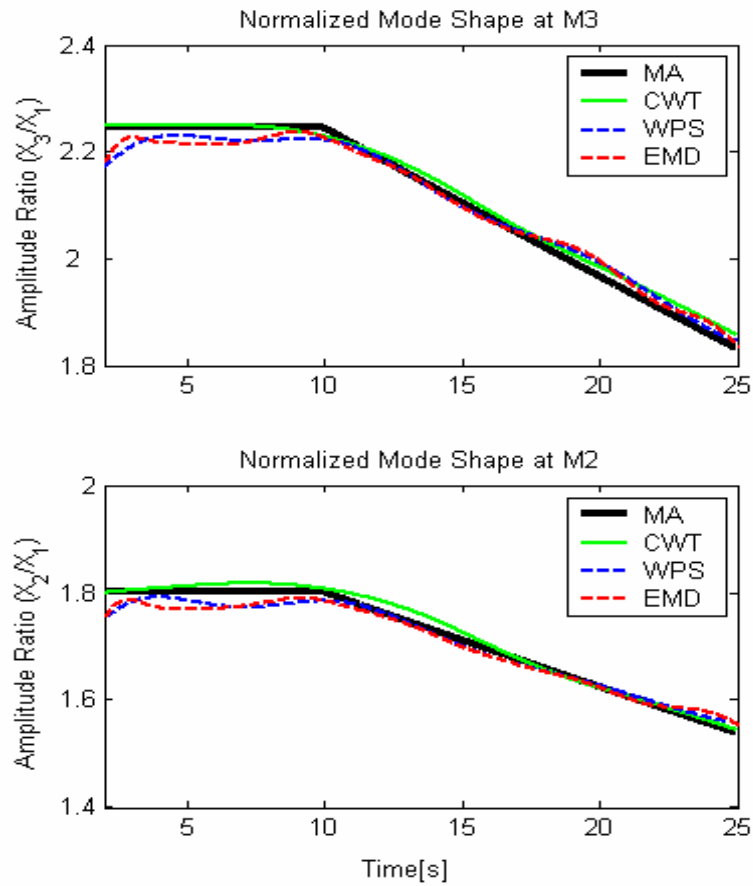 Normalized Mode Shape at M3
Amplitude Ratio (X3/X1)
2.4
2.2
2
1.8
MA
CWT
WPS
EMD
5
10
15
20
25
Normalized Mode Shape at M2
Amplitude Ratio (X2/X1)
2
1.8
1.6
1.4
MA
CWT
WPS
EMD
5
10
15
20
25
Time[s]